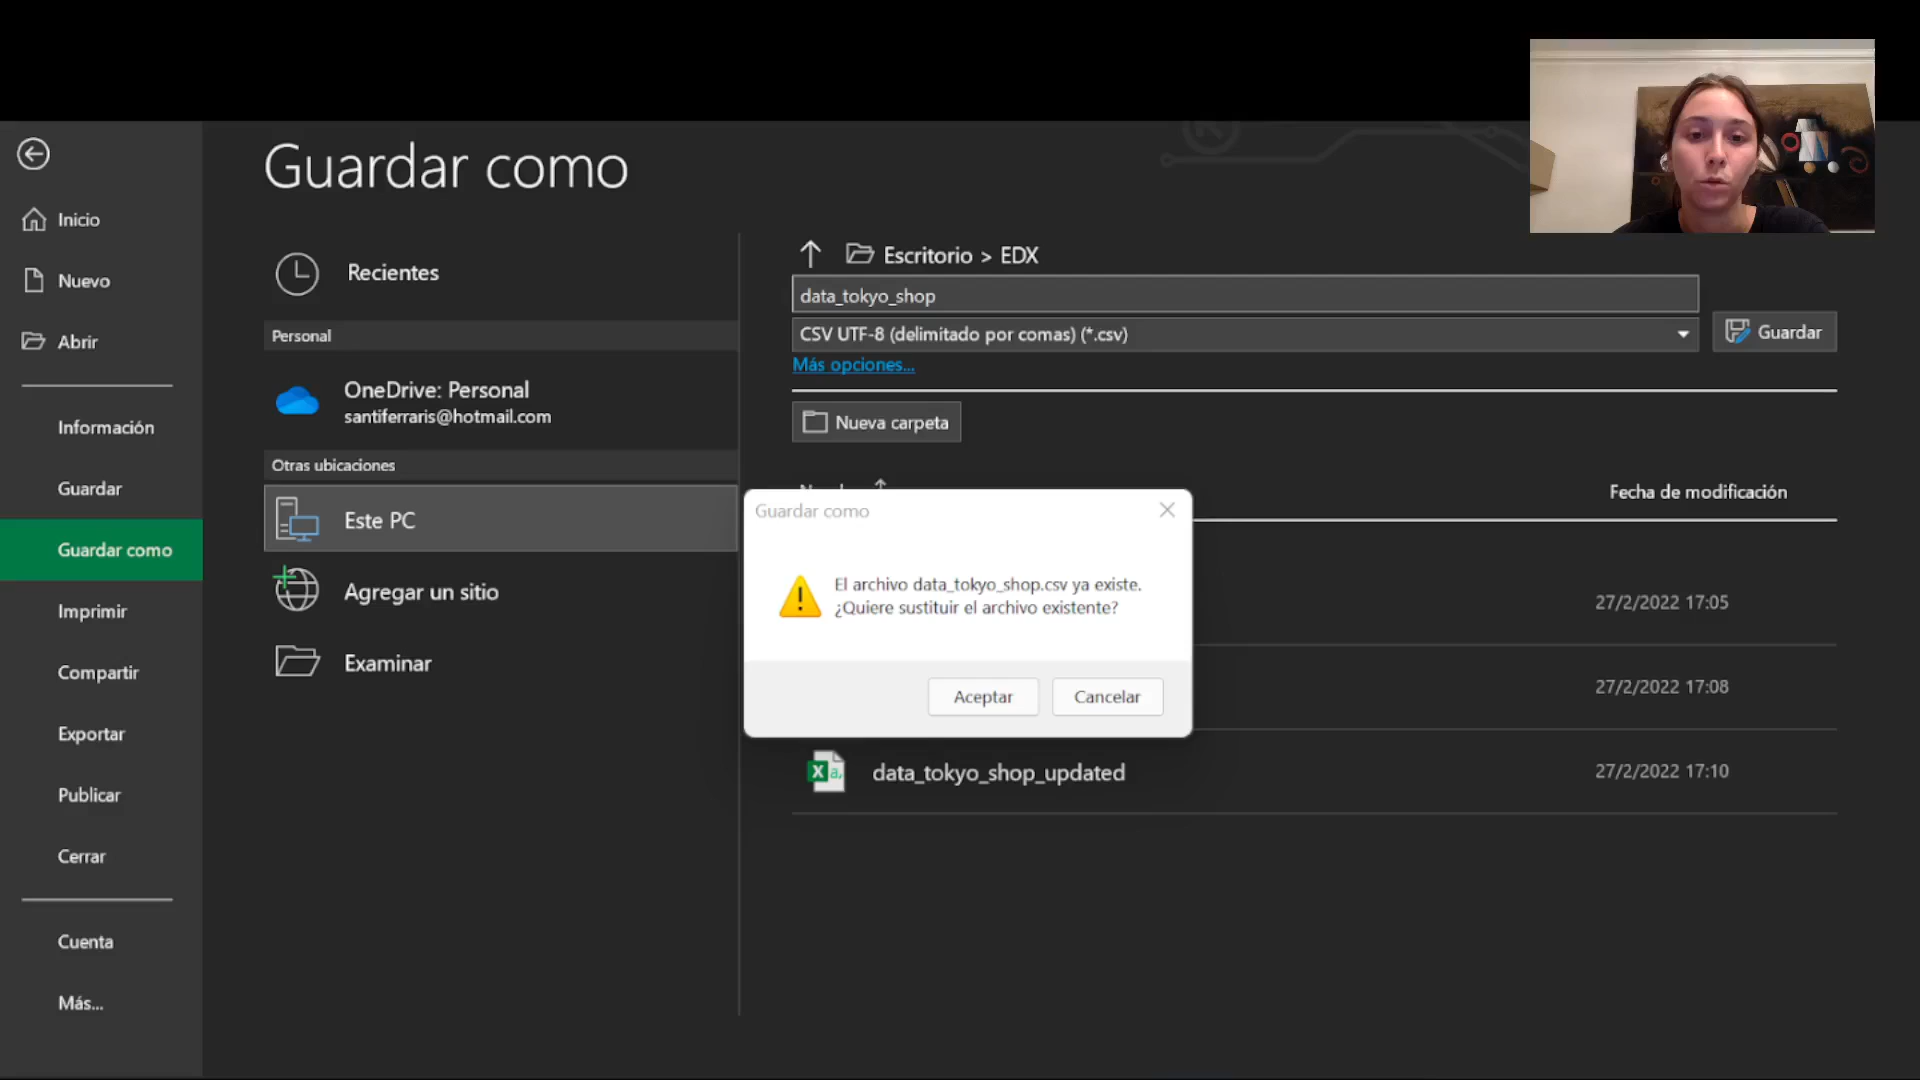 Guardar como
Inicio
Nuevo
Abrir
Información
Guardar
Guardar como
Imprimir
Compartir
Exportar
Publicar
Cerrar
Cuenta
Más...
Recientes
Personal
OneDrive: Personal
santiferraris@hotmail.com
Otras ubicaciones
Este PC
Agregar un sitio
Examinar
Escritorio > EDX
data_tokyo_shop
CSV UTF-8 (delimitado por comas) (*.csv)
Guardar
Más opciones...
Nueva carpeta
Fecha de modificación
Guardar como
El archivo data_tokyo_shop.csv ya existe.
¿Quiere sustituir el archivo existente?
Aceptar
Cancelar
27/2/2022 17:05
27/2/2022 17:08
data_tokyo_shop_updated
27/2/2022 17:10